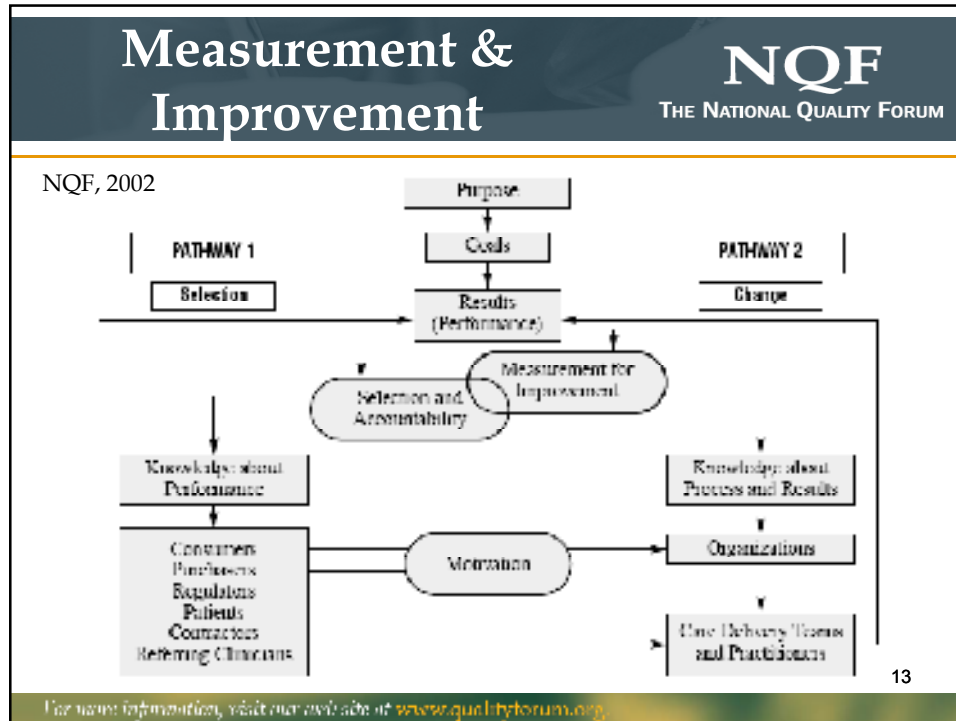 Measurement &
Improvement
NQF
THE NATIONAL QUALITY FORUM
NQF, 2002
Purpose
Goals
PATHWAY 1
PATHWAY 2
Selection
Change
Results
(Performance)
Measurement for
Improvement
Selection and
Accountability
Knowledge about
Performance
Knowledge about
Process and Results
Consumers
Purchasers
Regulators
Patients
Contractors
Referring Clinicians
Motivation
Organizations
Care Delivery Teams
and Practitioners
13
For more information, visit our web site at www.qualityforum.org.